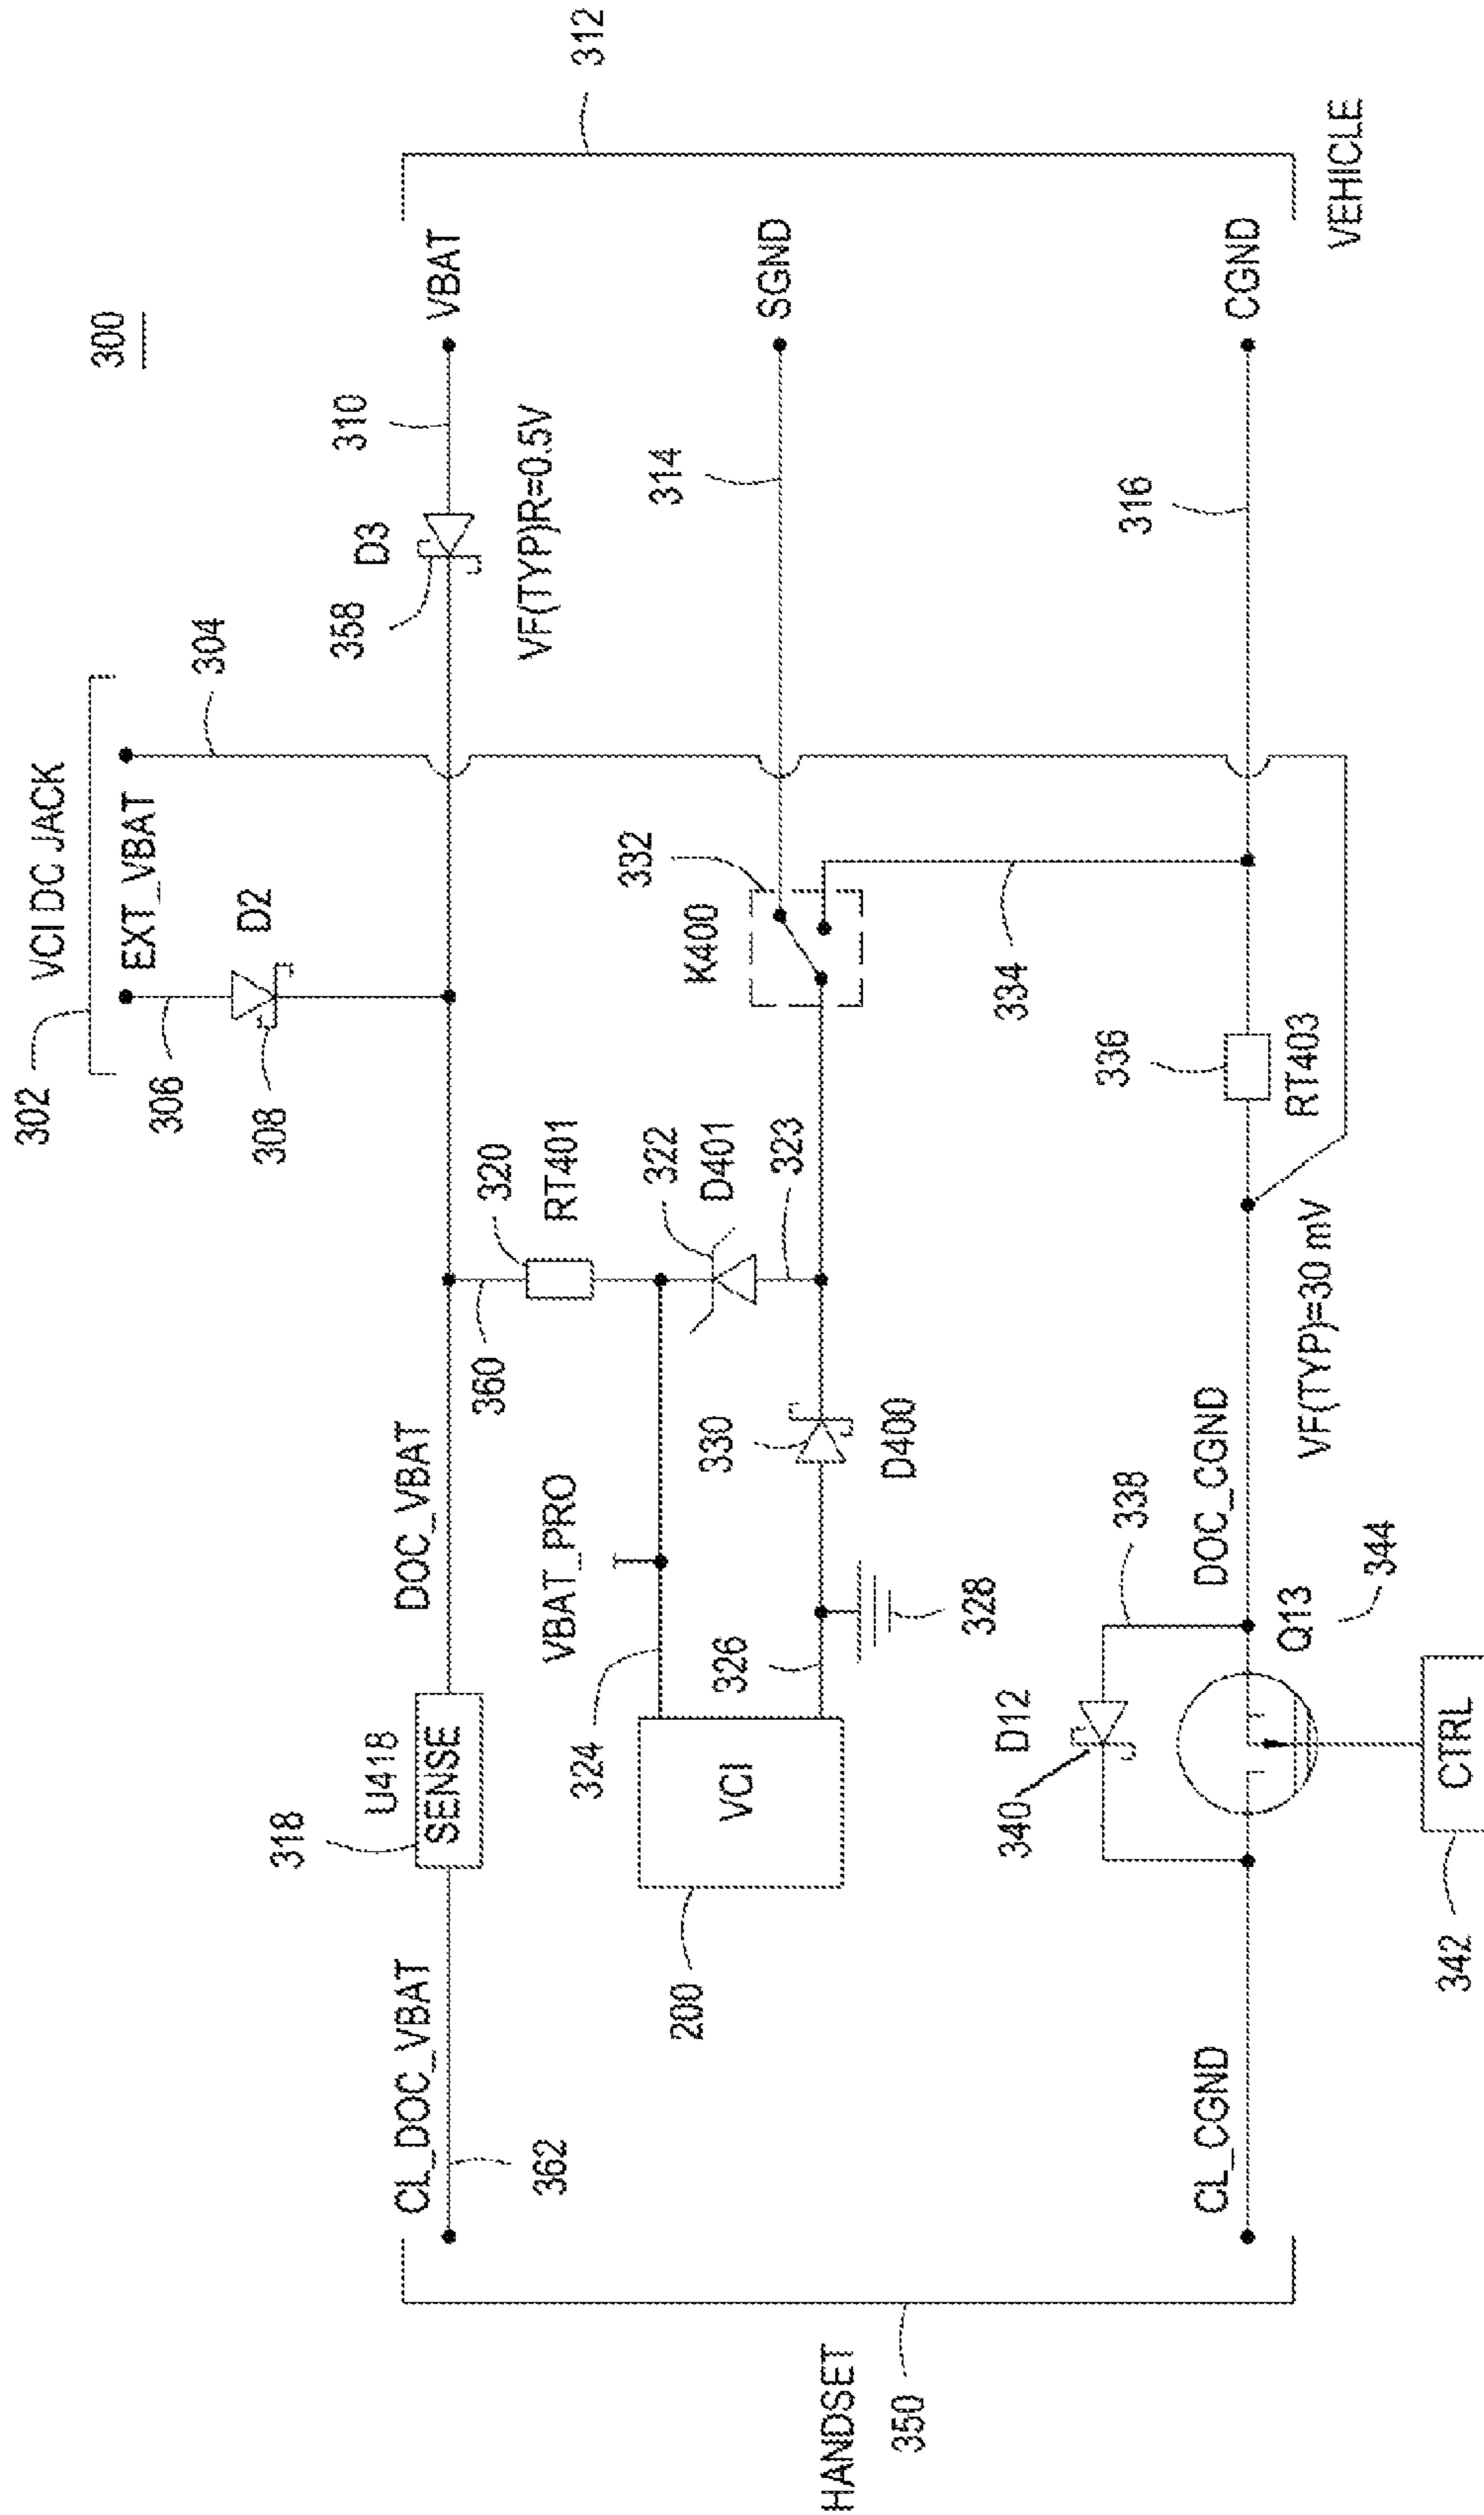 300
302
VCI DC JACK
EXT_VBAT
304
306
308
D2
D3
358
310
VBAT
VF(TYP)R=0.5V
312
HANDSET
350
CL_DOC_VBAT
362
318
U418
SENSE
DOC_VBAT
360
320
RT401
322
D401
323
VBAT_PRO
324
VCI
200
326
328
330
D400
332
K400
334
314
SGND
336
RT403
316
CGND
VEHICLE
CL_CGND
340
D12
338
DOC_CGND
VF(TYP)=30 mV
Q13
344
CTRL
342